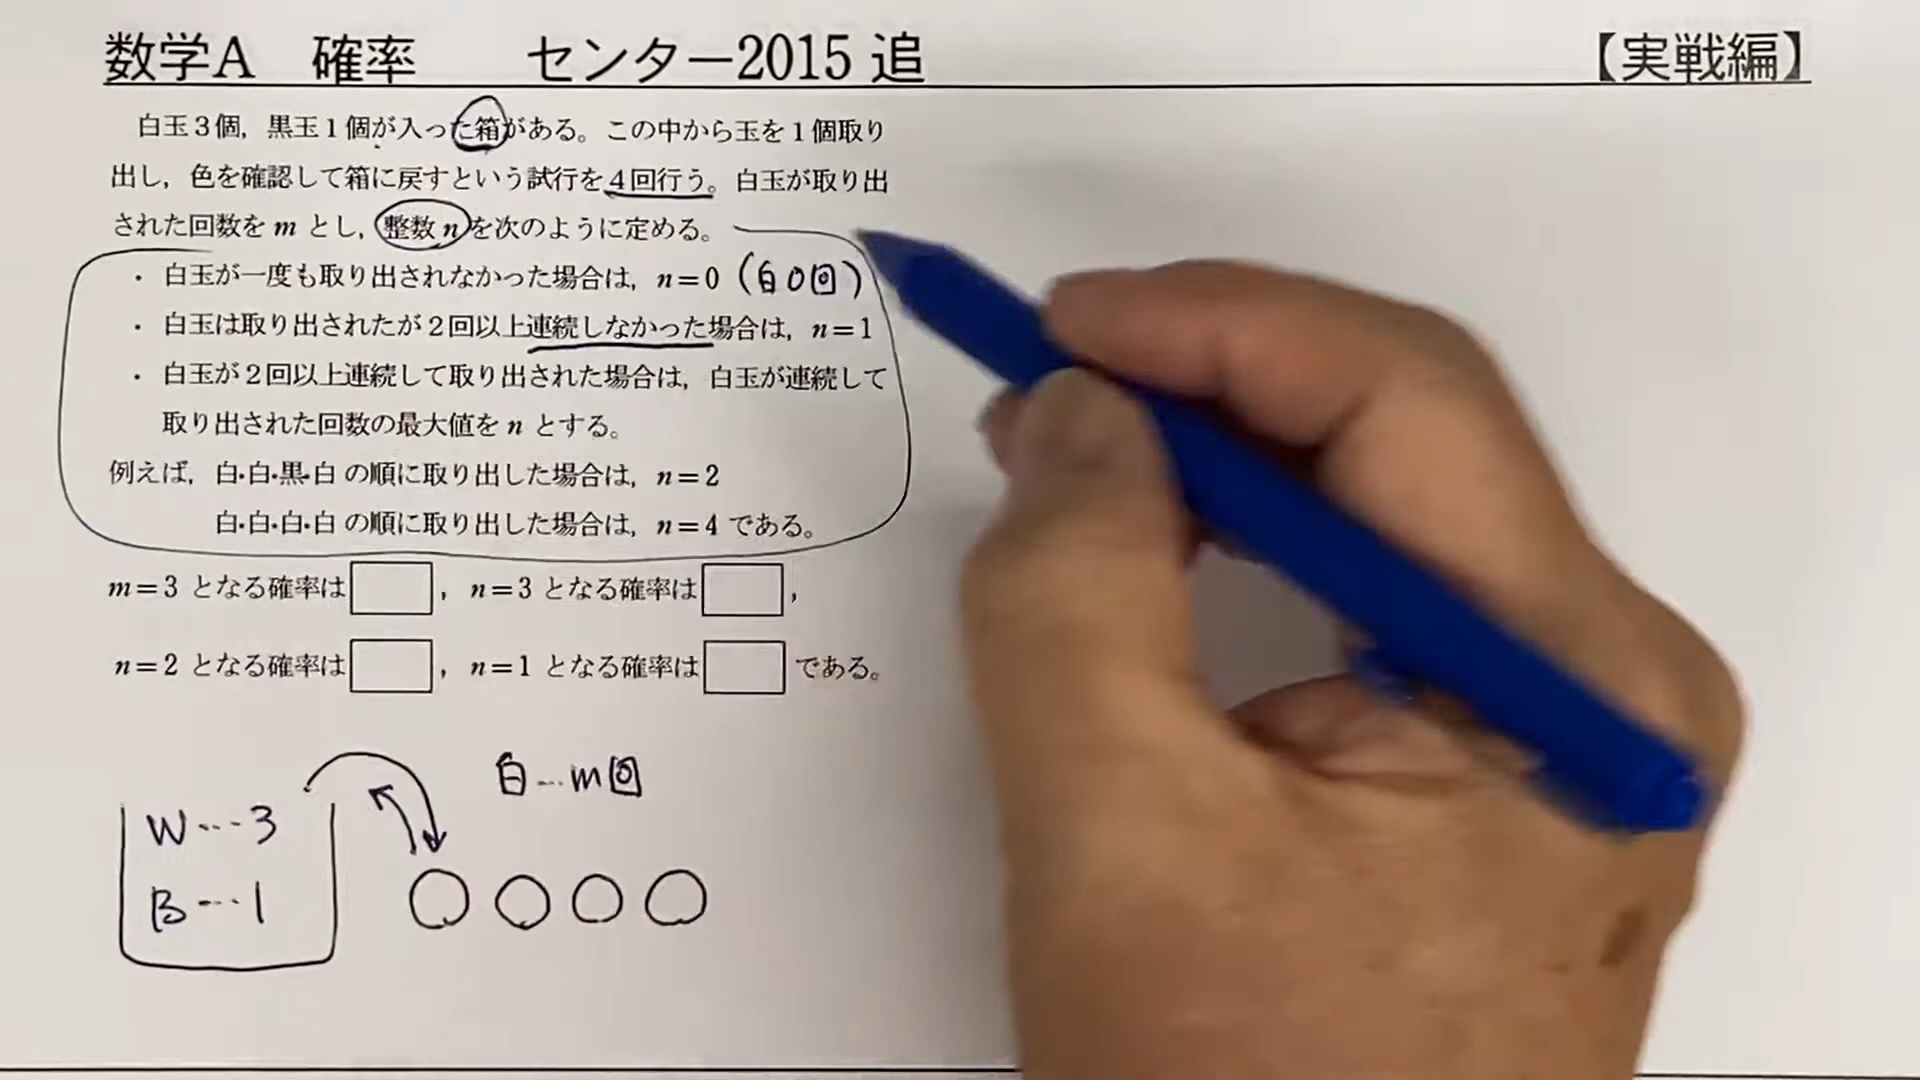 数学A 確率 センター2015 追 【実戦編】
白玉3個，黒玉1個が入った箱がある。この中から玉を1個取り
出し，色を確認して箱に戻すという試行を4回行う。白玉が取り出
された回数を m とし，整数 n を次のように定める。
・ 白玉が一度も取り出されなかった場合は，n＝0 (白0回)
・ 白玉は取り出されたが2回以上連続しなかった場合は，n＝1
・ 白玉が2回以上連続して取り出された場合は，白玉が連続して
取り出された回数の最大値を n とする。
例えば，白･白･黒･白 の順に取り出した場合は，n＝2
白･白･白･白 の順に取り出した場合は，n＝4 である。
m＝3 となる確率は ，n＝3 となる確率は ，
n＝2 となる確率は ，n＝1 となる確率は である。
白…m回
W…3
B…1